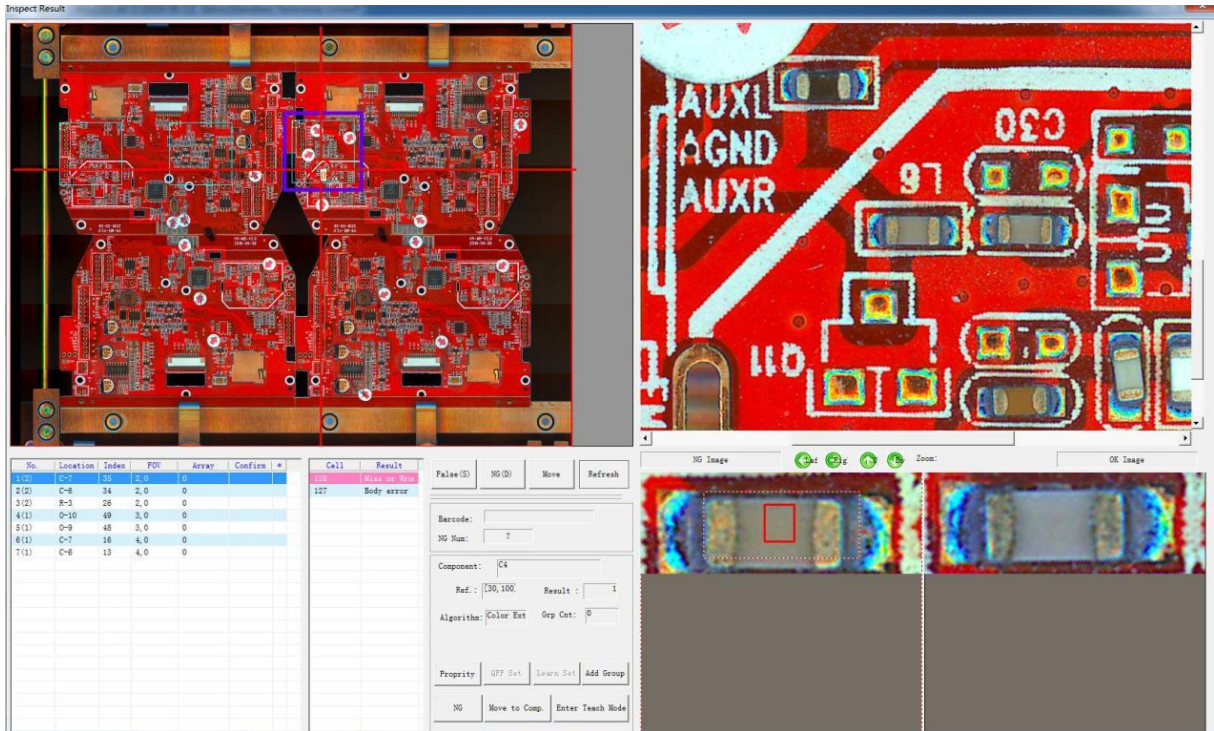 Inspect Result
AUXL
AGND
AUXR
C30
L6
Q11
NG Image
Zoom:
OK Image
No. Location Index FOV Array Confirm *
1(2) C-7 35 2,0 0
2(2) C-6 34 2,0 0
3(2) R-3 26 2,0 0
4(1) O-10 49 3,0 0
5(1) O-9 48 3,0 0
6(1) C-7 16 4,0 0
7(1) C-6 13 4,0 0
Cell Result
128 Miss or
127 Body error
False(S) NG(D) Move Refresh
Barcode:
NG Num: 7
Component: C4
Ref.: [30,100] Result : 1
Algorithm: Color Ext Grp Cnt: 0
Proprity QFP Set Learn Set Add Group
NG Move to Comp. Enter Teach Mode